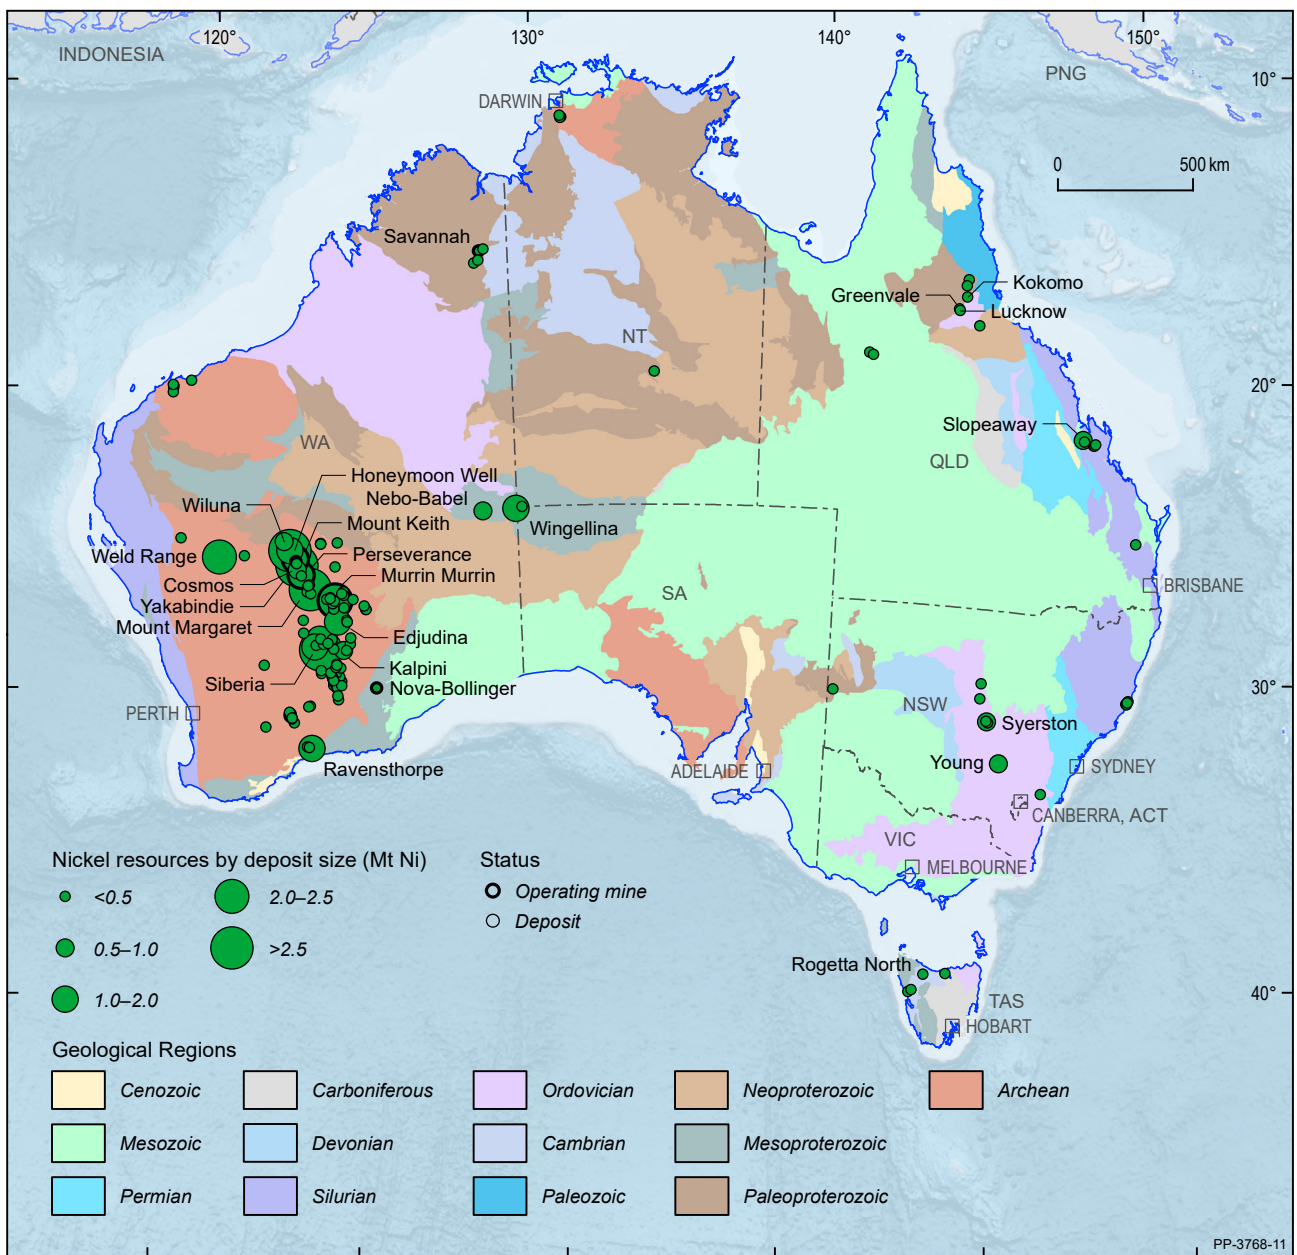 120°
130°
140°
150°
INDONESIA
PNG
10°
DARWIN
0
500 km
Savannah
Kokomo
Greenvale
Lucknow
NT
20°
WA
Slopeaway
QLD
Honeymoon Well
Nebo-Babel
Wiluna
Mount Keith
Wingellina
Weld Range
Perseverance
Cosmos
Murrin Murrin
BRISBANE
SA
Yakabindie
Mount Margaret
Edjudina
Kalpini
Siberia
Nova-Bollinger
30°
NSW
PERTH
Syerston
Young
SYDNEY
Ravensthorpe
ADELAIDE
CANBERRA, ACT
VIC
MELBOURNE
Nickel resources by deposit size (Mt Ni)
Status
<0.5
2.0–2.5
Operating mine
Deposit
0.5–1.0
>2.5
Rogetta North
40°
1.0–2.0
TAS
HOBART
Geological Regions
Cenozoic
Carboniferous
Ordovician
Neoproterozoic
Archean
Mesozoic
Devonian
Cambrian
Mesoproterozoic
Permian
Silurian
Paleozoic
Paleoproterozoic
PP-3768-11